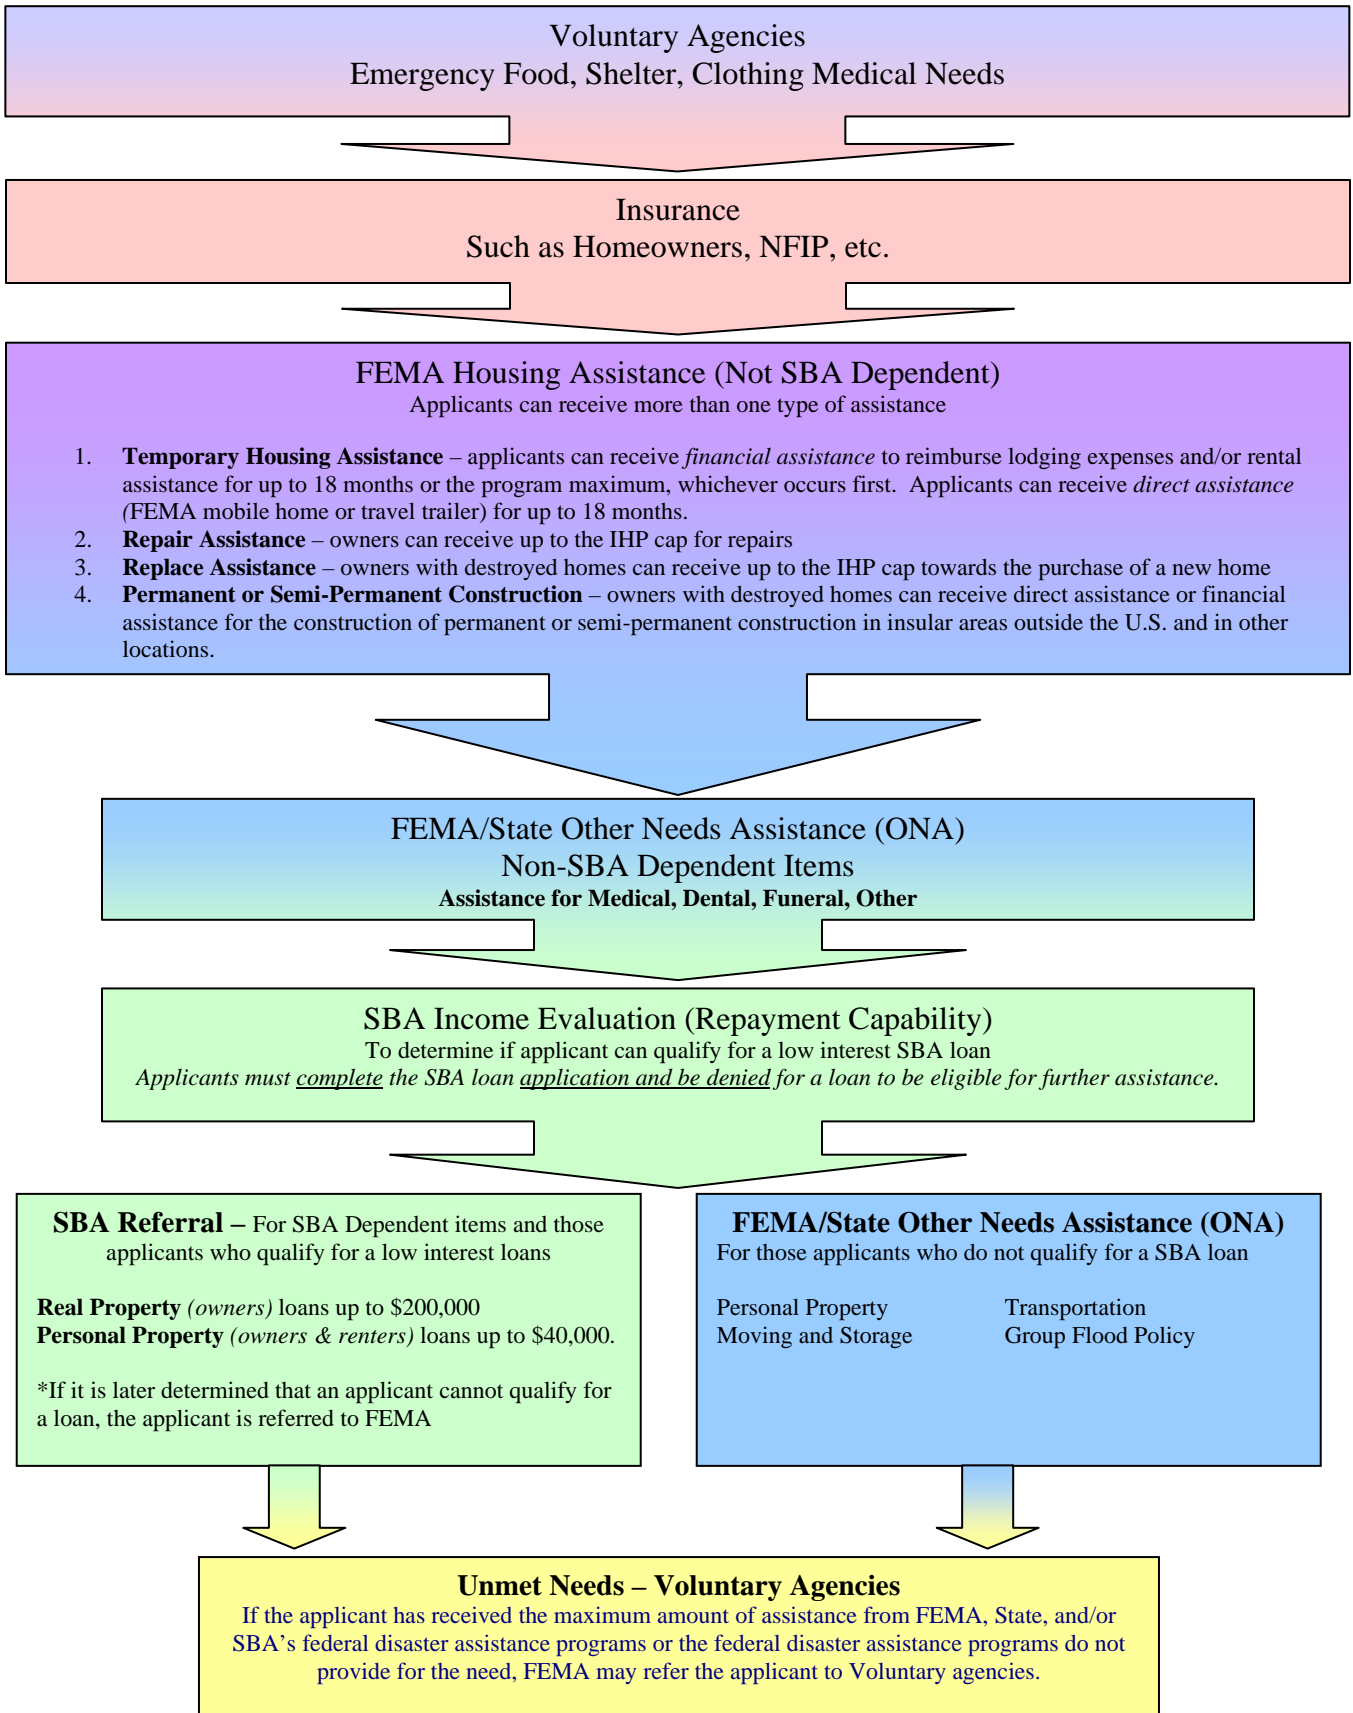 Voluntary Agencies
Emergency Food, Shelter, Clothing Medical Needs
Insurance
Such as Homeowners, NFIP, etc.
FEMA Housing Assistance (Not SBA Dependent)
Applicants can receive more than one type of assistance
1. Temporary Housing Assistance – applicants can receive financial assistance to reimburse lodging expenses and/or rental
assistance for up to 18 months or the program maximum, whichever occurs first. Applicants can receive direct assistance
(FEMA mobile home or travel trailer) for up to 18 months.
2. Repair Assistance – owners can receive up to the IHP cap for repairs
3. Replace Assistance – owners with destroyed homes can receive up to the IHP cap towards the purchase of a new home
4. Permanent or Semi-Permanent Construction – owners with destroyed homes can receive direct assistance or financial
assistance for the construction of permanent or semi-permanent construction in insular areas outside the U.S. and in other
locations.
FEMA/State Other Needs Assistance (ONA)
Non-SBA Dependent Items
Assistance for Medical, Dental, Funeral, Other
SBA Income Evaluation (Repayment Capability)
To determine if applicant can qualify for a low interest SBA loan
Applicants must complete the SBA loan application and be denied for a loan to be eligible for further assistance.
SBA Referral – For SBA Dependent items and those
applicants who qualify for a low interest loans
Real Property (owners) loans up to $200,000
Personal Property (owners & renters) loans up to $40,000.
*If it is later determined that an applicant cannot qualify for
a loan, the applicant is referred to FEMA
FEMA/State Other Needs Assistance (ONA)
For those applicants who do not qualify for a SBA loan
Personal Property Transportation
Moving and Storage Group Flood Policy
Unmet Needs – Voluntary Agencies
If the applicant has received the maximum amount of assistance from FEMA, State, and/or
SBA's federal disaster assistance programs or the federal disaster assistance programs do not
provide for the need, FEMA may refer the applicant to Voluntary agencies.